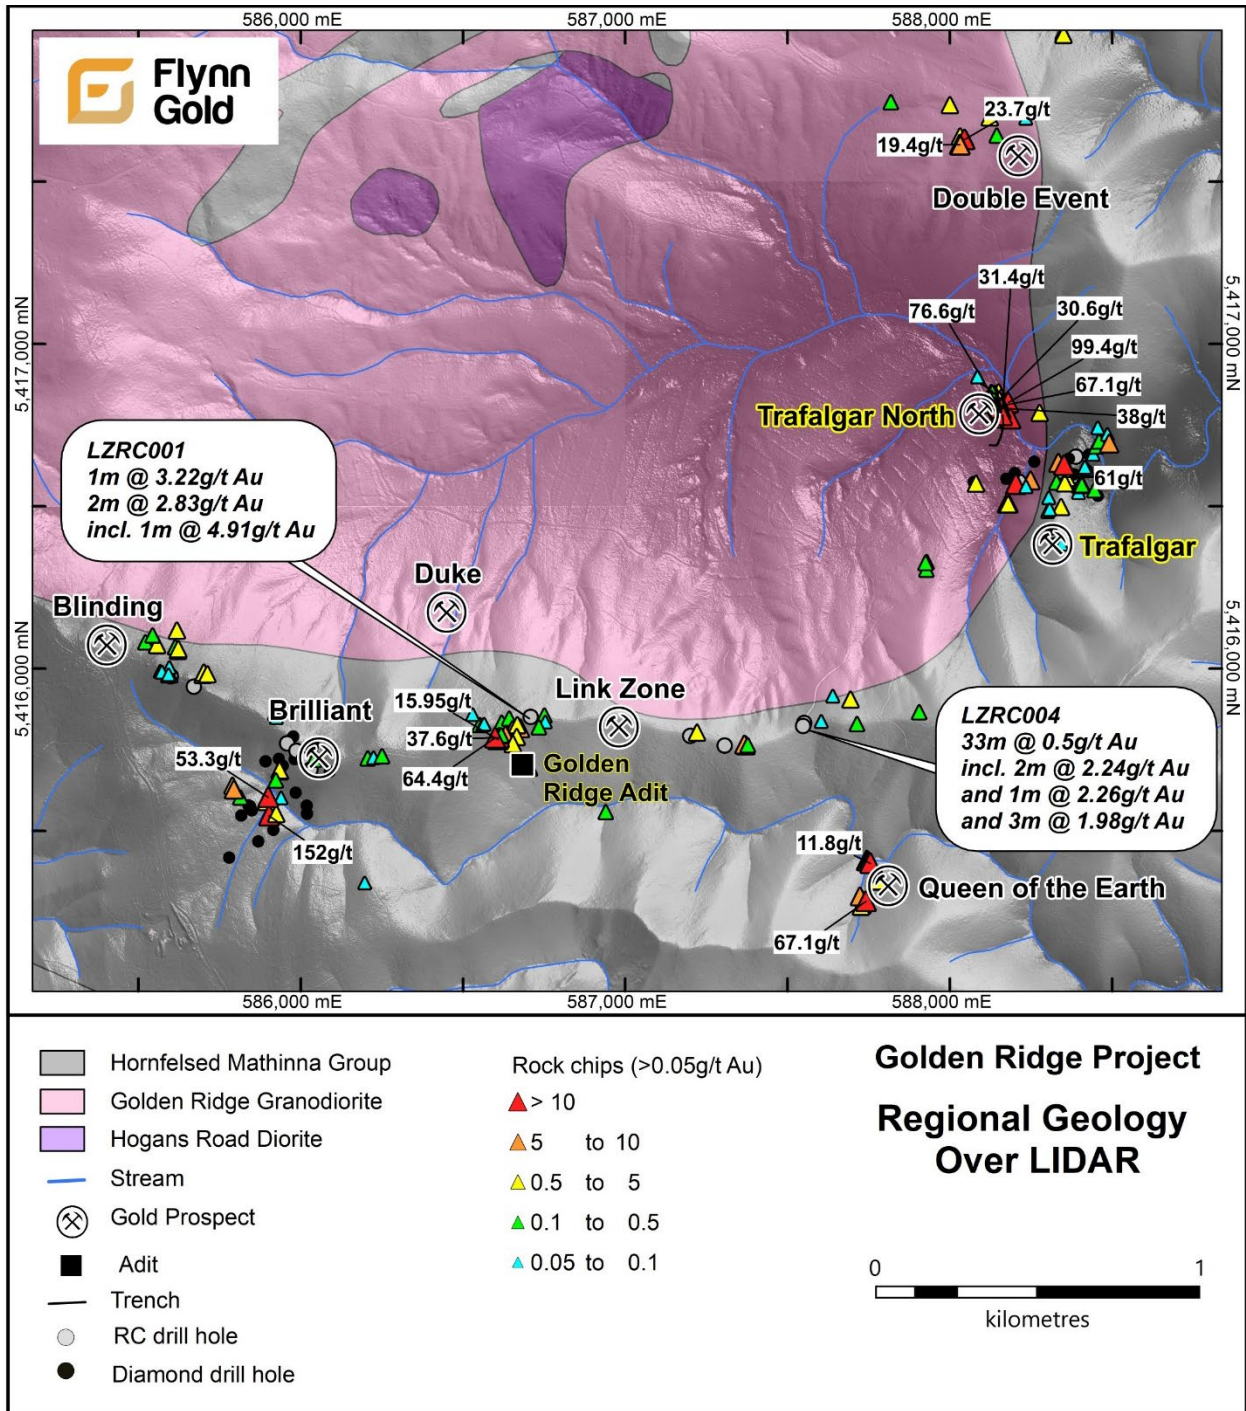 586,000 mE
587,000 mE
588,000 mE
Flynn
Gold
23.7g/t
19.4g/t
Double Event
5,417,000 mN
5,417,000 mN
31.4g/t
76.6g/t
30.6g/t
99.4g/t
67.1g/t
38g/t
Trafalgar North
61g/t
Trafalgar
LZRC001
1m @ 3.22g/t Au
2m @ 2.83g/t Au
incl. 1m @ 4.91g/t Au
Duke
Blinding
5,416,000 mN
5,416,000 mN
Link Zone
15.95g/t
37.6g/t
64.4g/t
Brilliant
53.3g/t
Golden
Ridge Adit
152g/t
LZRC004
33m @ 0.5g/t Au
incl. 2m @ 2.24g/t Au
and 1m @ 2.26g/t Au
and 3m @ 1.98g/t Au
11.8g/t
Queen of the Earth
67.1g/t
586,000 mE
587,000 mE
588,000 mE
Hornfelsed Mathinna Group
Golden Ridge Granodiorite
Hogans Road Diorite
Stream
Gold Prospect
Adit
Trench
RC drill hole
Diamond drill hole
Rock chips (>0.05g/t Au)
> 10
5 to 10
0.5 to 5
0.1 to 0.5
0.05 to 0.1
Golden Ridge Project
Regional Geology
Over LIDAR
0 1
kilometres